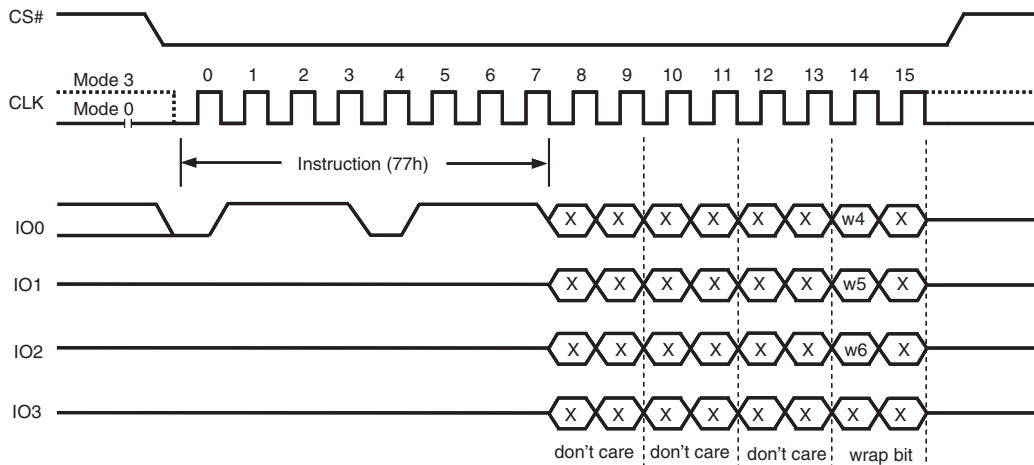 CS#
Mode 3
CLK
Mode 0
0 1 2 3 4 5 6 7 8 9 10 11 12 13 14 15
Instruction (77h)
IO0 X X X X X X w4 X
IO1 X X X X X X w5 X
IO2 X X X X X X w6 X
IO3 X X X X X X X X
don't care don't care don't care wrap bit